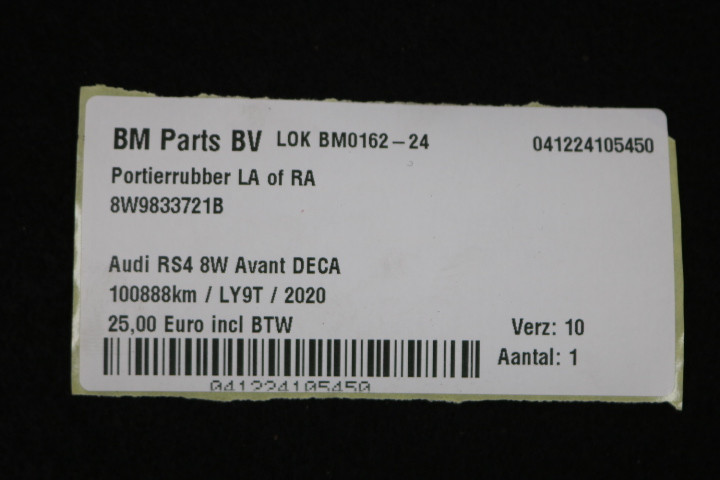 BM Parts BV LOK BM0162-24 041224105450
Portierrubber LA of RA
8W9833721B
Audi RS4 8W Avant DECA
100888km / LY9T / 2020
25,00 Euro incl BTW Verz: 10
Aantal: 1
041224105450